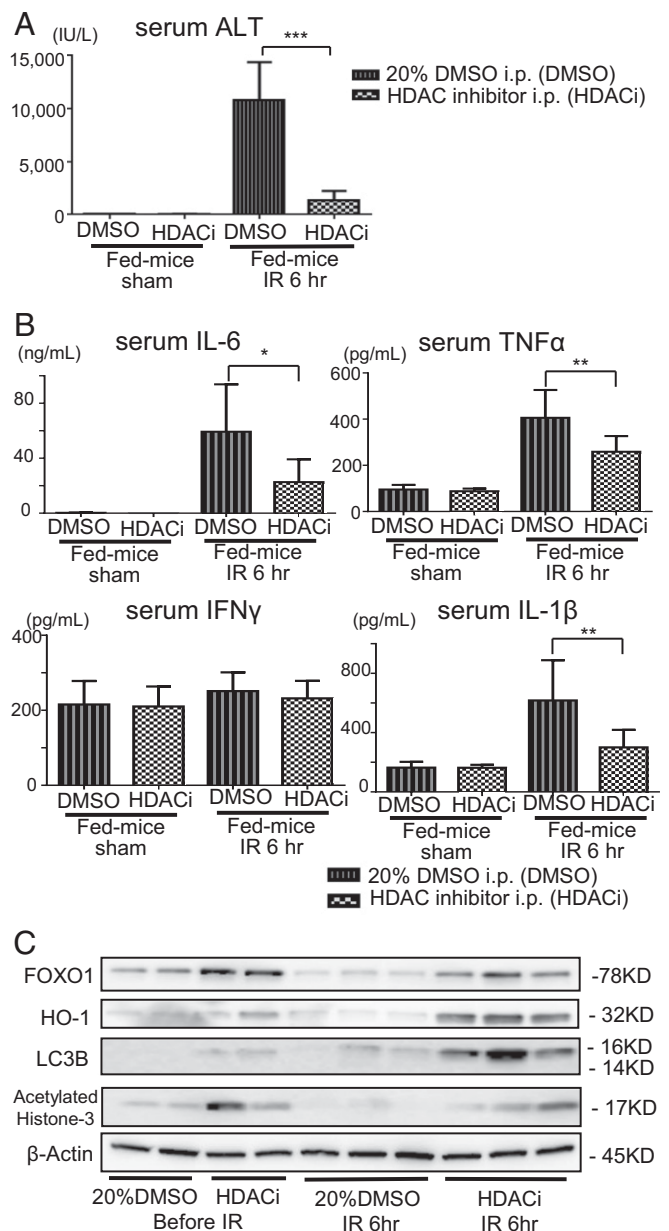 A
(IU/L)
serum ALT
***
15,000
10,000
5,000
0
DMSO HDACi DMSO HDACi
Fed-mice
sham
Fed-mice
IR 6 hr
20% DMSO i.p. (DMSO)
HDAC inhibitor i.p. (HDACi)
B
(ng/mL)
serum IL-6
*
80
60
40
20
0
DMSO HDACi DMSO HDACi
Fed-mice
sham
Fed-mice
IR 6 hr
(pg/mL)
serum TNFα
**
600
400
200
0
DMSO HDACi DMSO HDACi
Fed-mice
sham
Fed-mice
IR 6 hr
(pg/mL)
serum IFNγ
400
200
0
DMSO HDACi DMSO HDACi
Fed-mice
sham
Fed-mice
IR 6 hr
(pg/mL)
serum IL-1β
**
800
400
0
DMSO HDACi DMSO HDACi
Fed-mice
sham
Fed-mice
IR 6 hr
20% DMSO i.p. (DMSO)
HDAC inhibitor i.p. (HDACi)
C
FOXO1 -78KD
HO-1 - 32KD
LC3B - 16KD
- 14KD
Acetylated
Histone-3 - 17KD
β-Actin - 45KD
20%DMSO HDACi 20%DMSO HDACi
Before IR IR 6hr IR 6hr